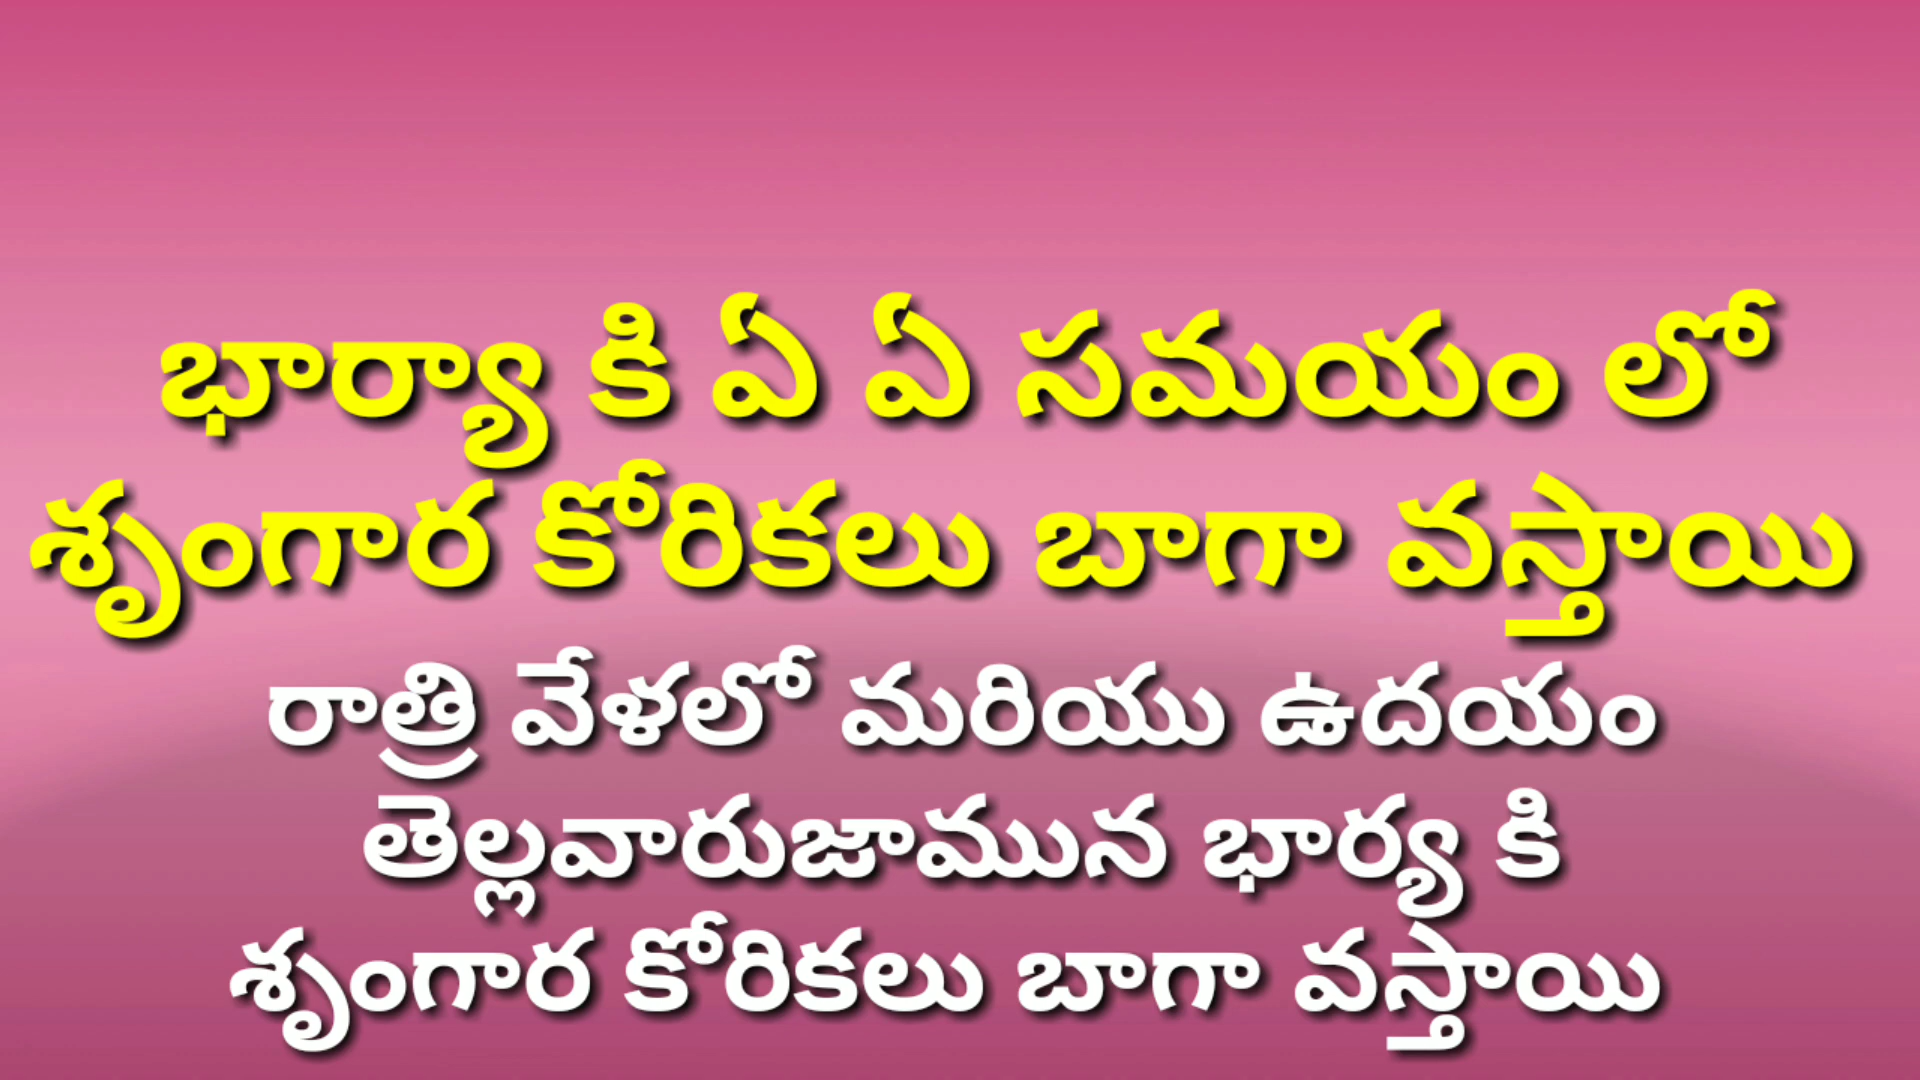 భార్యా కి ఏ ఏ సమయం లో
శృంగార కోరికలు బాగా వస్తాయి
రాత్రి వేళలో మరియు ఉదయం
తెల్లవారుజామున భార్య కి
శృంగార కోరికలు బాగా వస్తాయి